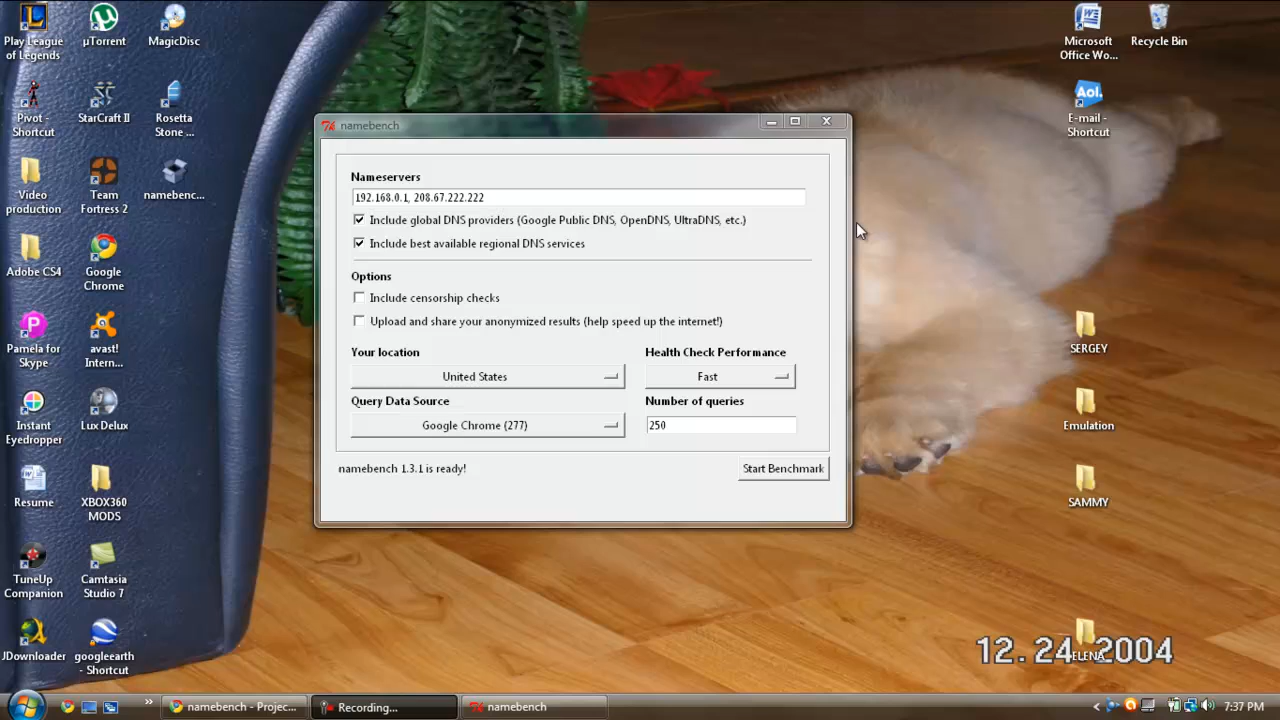 Play League
of Legends
µTorrent
MagicDisc
Pivot -
Shortcut
StarCraft II
Rosetta
Stone ...
Video
production
Team
Fortress 2
namebenc...
Adobe CS4
Google
Chrome
Pamela for
Skype
avast!
Intern...
Instant
Eyedropper
Lux Delux
Resume
XBOX360
MODS
TuneUp
Companion
Camtasia
Studio 7
JDownloader
googleearth
- Shortcut
Microsoft
Office Wo...
Recycle Bin
Aol.
E-mail -
Shortcut
SERGEY
Emulation
SAMMY
ELENA
12.24.2004
namebench
Nameservers
192.168.0.1, 208.67.222.222
Include global DNS providers (Google Public DNS, OpenDNS, UltraDNS, etc.)
Include best available regional DNS services
Options
Include censorship checks
Upload and share your anonymized results (help speed up the internet!)
Your location
Health Check Performance
United States
Fast
Query Data Source
Number of queries
Google Chrome (277)
250
namebench 1.3.1 is ready!
Start Benchmark
namebench - Projec...
Recording...
namebench
7:37 PM